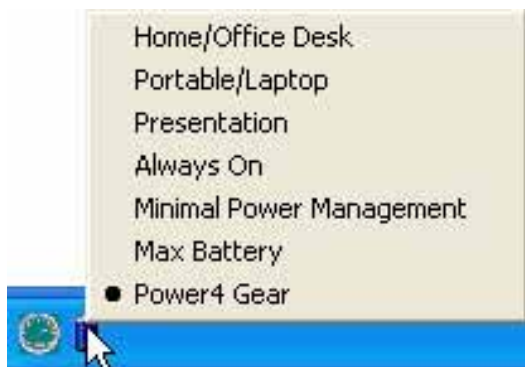 Home/Office Desk
Portable/Laptop
Presentation
Always On
Minimal Power Management
Max Battery
Power4 Gear